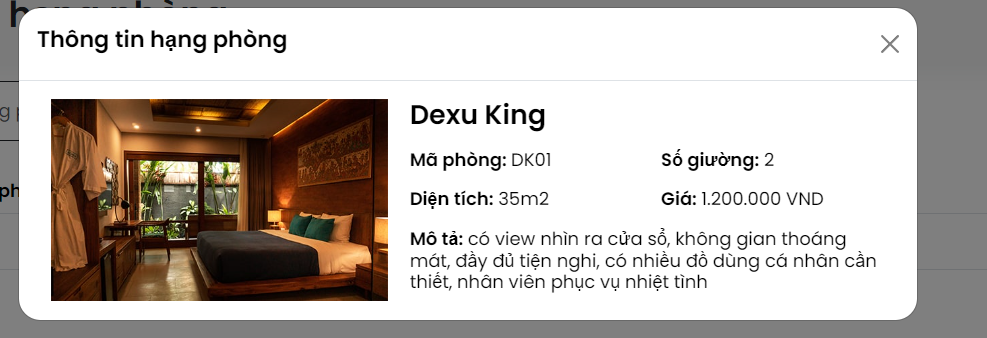 Thông tin hạng phòng
Dexu King
Mã phòng: DK01
Số giường: 2
Diện tích: 35m2
Giá: 1.200.000 VND
Mô tả: có view nhìn ra cửa sổ, không gian thoáng
mát, đầy đủ tiện nghi, có nhiều đồ dùng cá nhân cần
thiết, nhân viên phục vụ nhiệt tình